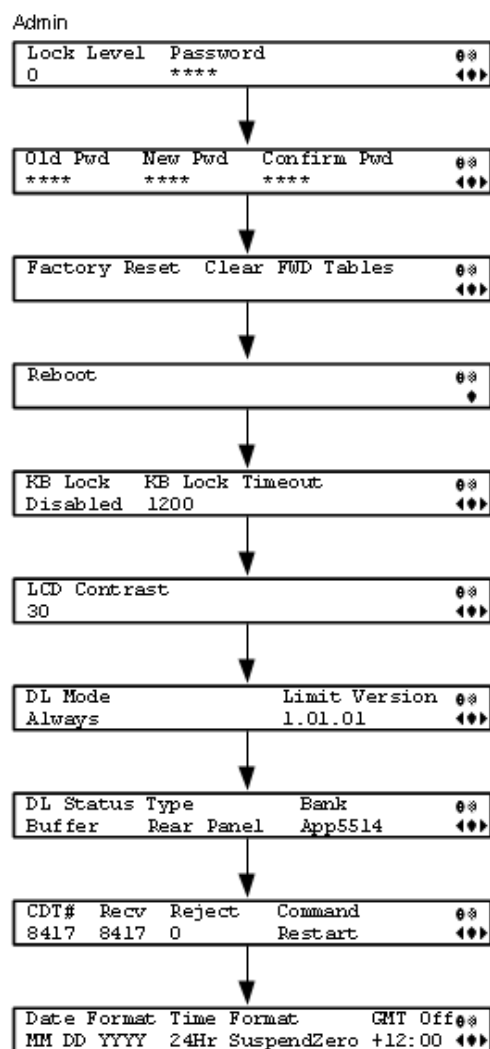 Admin
Lock Level Password
0 ****
Old Pwd New Pwd Confirm Pwd
**** **** ****
Factory Reset Clear FWD Tables
Reboot
KB Lock KB Lock Timeout
Disabled 1200
LCD Contrast
30
DL Mode Limit Version
Always 1.01.01
DL Status Type Bank
Buffer Rear Panel App5514
CDT# Recv Reject Command
8417 8417 0 Restart
Date Format Time Format GMT Off
MM DD YYYY 24Hr SuspendZero +12:00